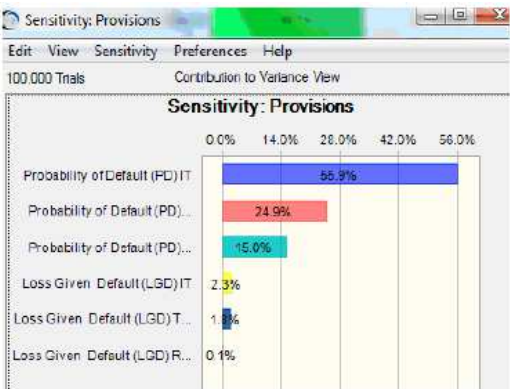 Sensitivity: Provisions
Edit View Sensitivity Preferences Help
100.000 Trials Contribution to Variance View
Sensitivity: Provisions
0.0% 14.0% 28.0% 42.0% 56.0%
Probability of Default (PD) IT 55.9%
Probability of Default (PD)... 24.9%
Probability of Default (PD)... 15.0%
Loss Given Default (LGD) IT 2.3%
Loss Given Default (LGD) T... 1.8%
Loss Given Default (LGD) R... 0.1%